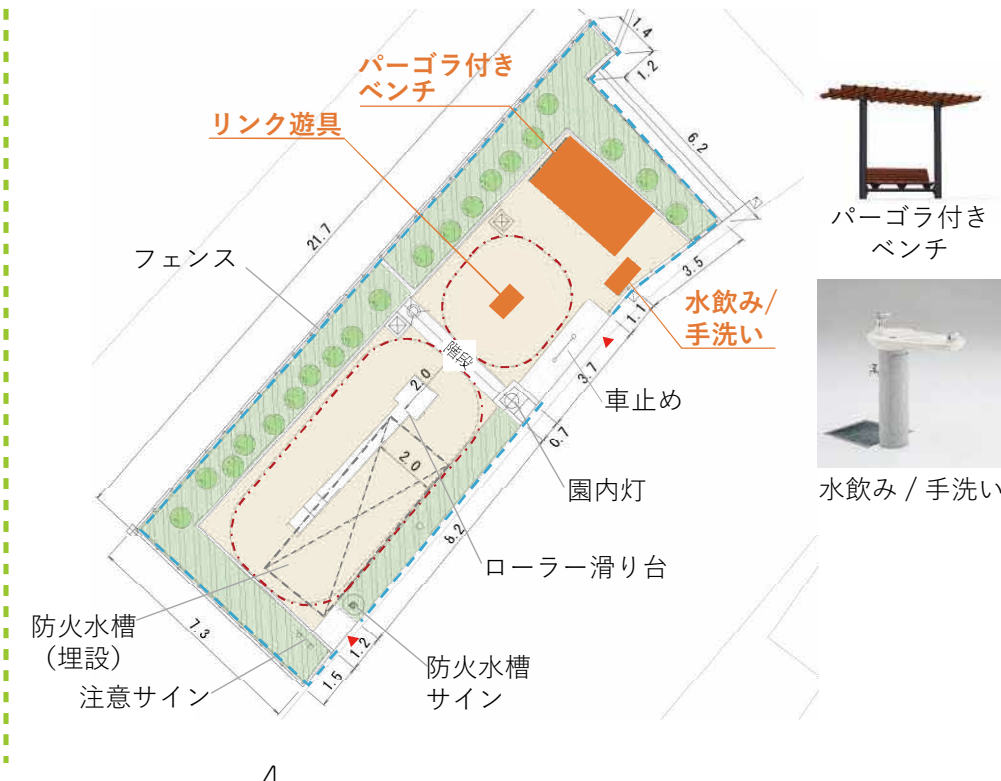 パーゴラ付き
ベンチ
リンク遊具
フェンス
1.4
1.2
6.2
21.7
3.5
1.1
3.7
0.7
8.2
1.2
1.5
7.3
2.0
2.0
階段
水飲み/
手洗い
車止め
園内灯
ローラー滑り台
防火水槽
(埋設)
注意サイン
防火水槽
サイン
パーゴラ付き
ベンチ
水飲み / 手洗い